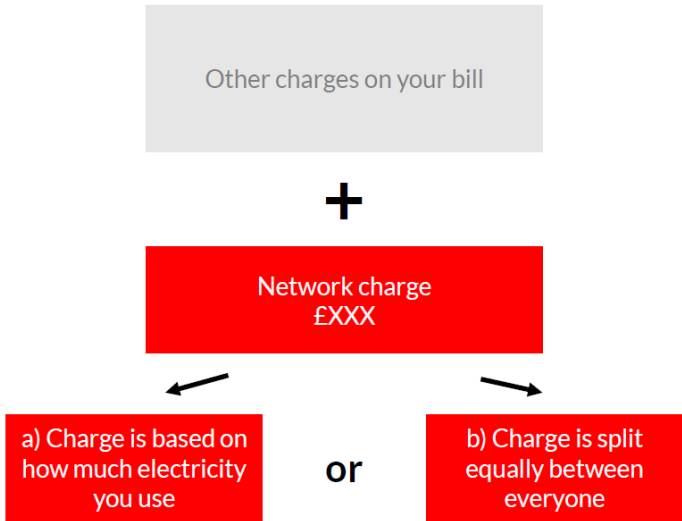 Other charges on your bill
+
Network charge
£XXX
a) Charge is based on
how much electricity
you use
or
b) Charge is split
equally between
everyone